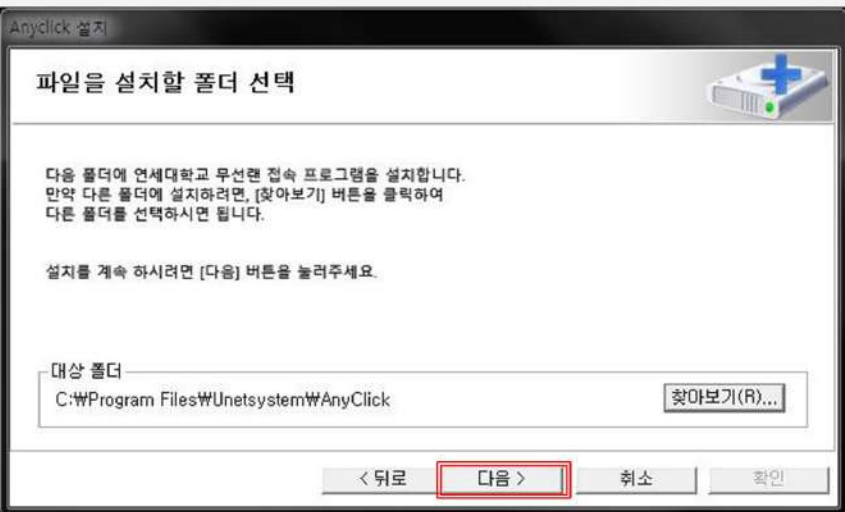 Anyclick 설치
파일을 설치할 폴더 선택
다음 폴더에 연세대학교 무선랜 접속 프로그램을 설치합니다.
만약 다른 폴더에 설치하려면, [찾아보기] 버튼을 클릭하여
다른 폴더를 선택하시면 됩니다.
설치를 계속 하시려면 [다음] 버튼을 눌러주세요.
대상 폴더
C:₩Program Files₩Unetsystem₩AnyClick
찾아보기(R)...
< 뒤로
다음 >
취소
확인